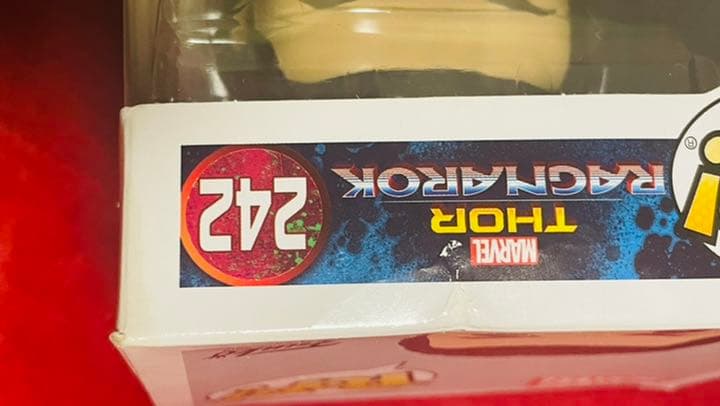 MARVEL
THOR
RAGNAROK
242
®